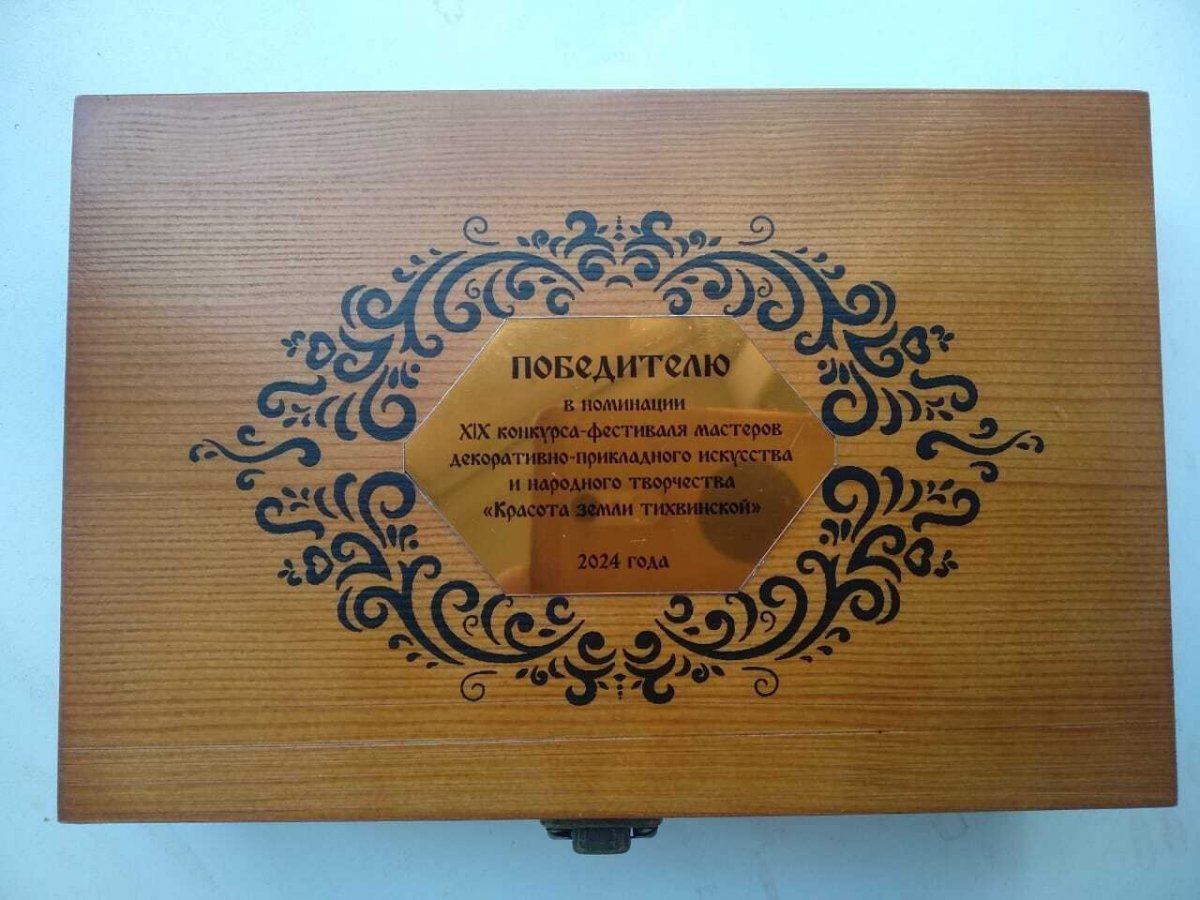 ПОБЕДИТЕЛЮ
в номинации
XIX конкурса-фестиваля мастеров
декоративно-прикладного искусства
и народного творчества
«Красота земли тихвинской»
2024 года